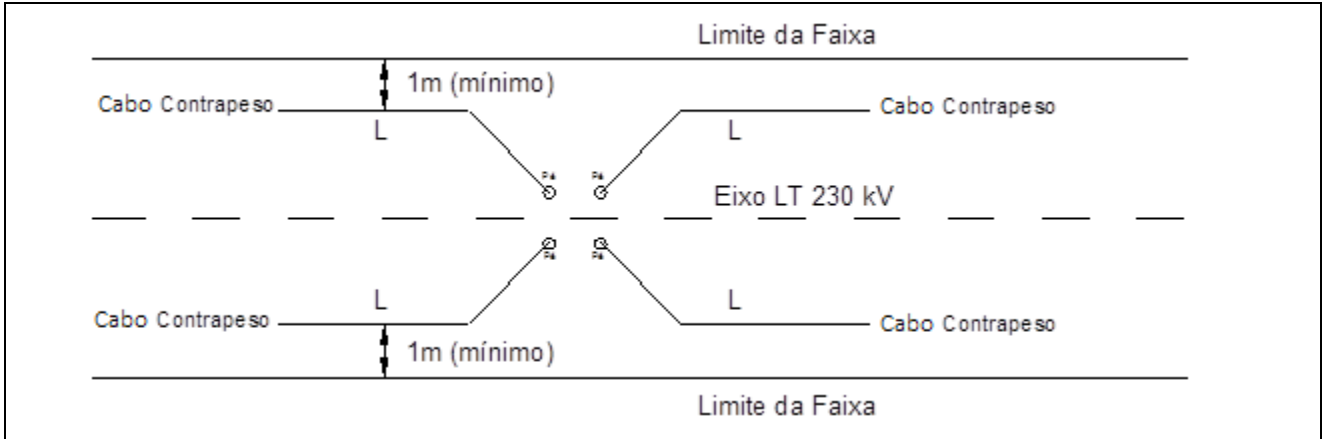 Limite da Faixa
1m (mínimo)
Cabo Contrapeso
Cabo Contrapeso
L
L
Eixo LT 230 kV
L
L
Cabo Contrapeso
Cabo Contrapeso
1m (mínimo)
Limite da Faixa